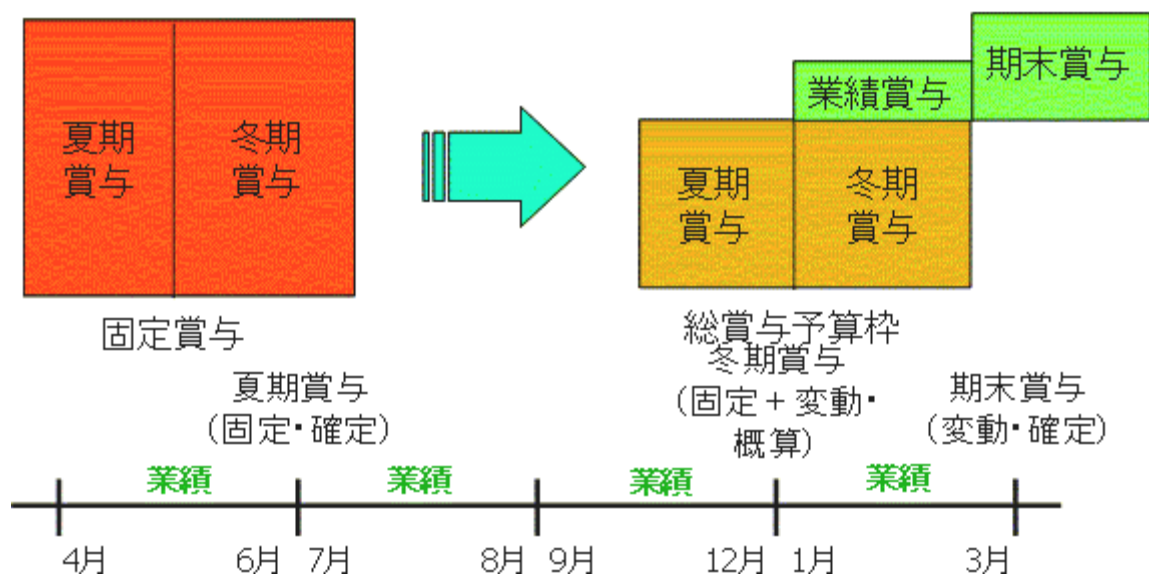 夏期
賞与
冬期
賞与
固定賞与
期末賞与
業績賞与
夏期
賞与
冬期
賞与
総賞与予算枠
夏期賞与
(固定・確定)
冬期賞与
(固定+変動・
概算)
期末賞与
(変動・確定)
業績
業績
業績
業績
4月
6月
7月
8月
9月
12月
1月
3月